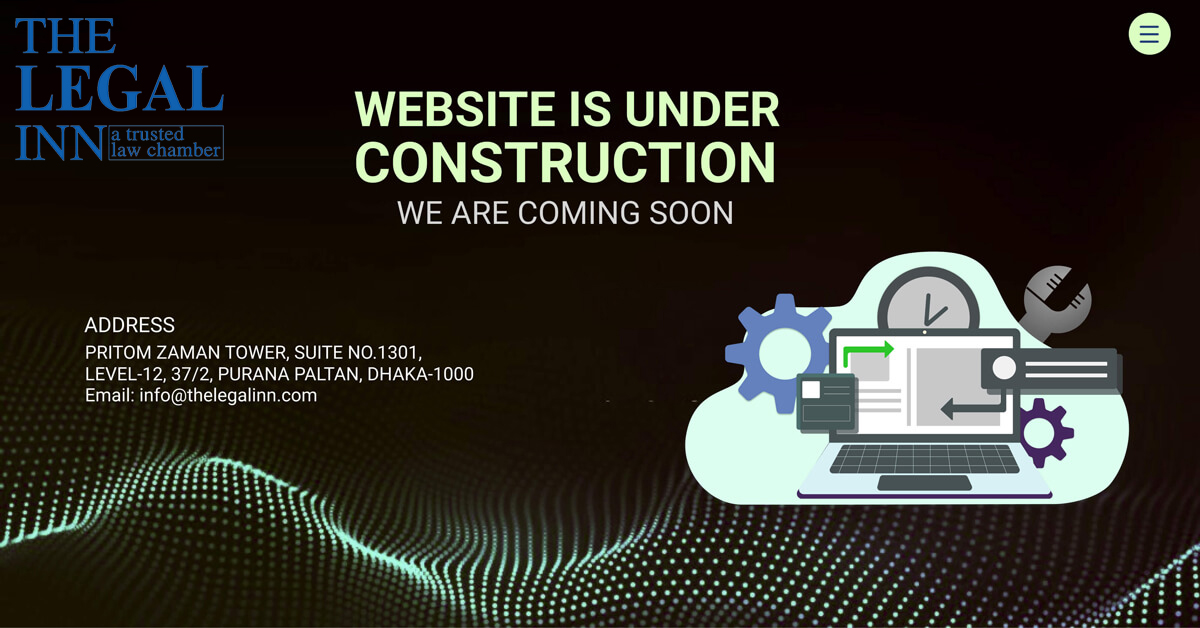 THE
LEGAL
INN a trusted
law chamber
WEBSITE IS UNDER
CONSTRUCTION
WE ARE COMING SOON
ADDRESS
PRITOM ZAMAN TOWER, SUITE NO.1301,
LEVEL-12, 37/2, PURANA PALTAN, DHAKA-1000
Email: info@thelegalinn.com